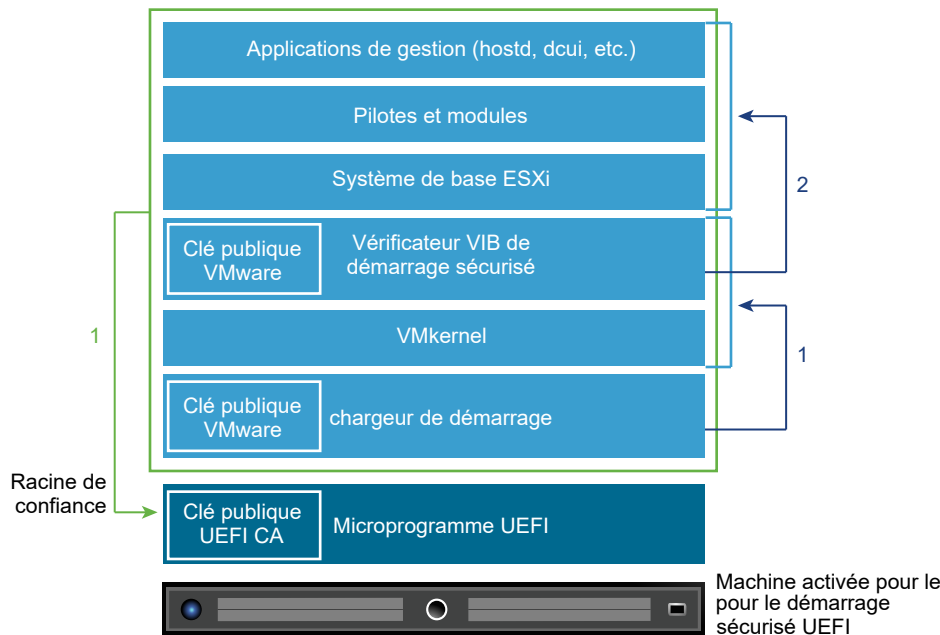 Applications de gestion (hostd, dcui, etc.)
Pilotes et modules
2
Système de base ESXi
Clé publique
VMware
Vérificateur VIB de
démarrage sécurisé
1
VMkernel
1
Clé publique
VMware
chargeur de démarrage
Racine de
confiance
Clé publique
UEFI CA
Microprogramme UEFI
Machine activée pour le
pour le démarrage
sécurisé UEFI